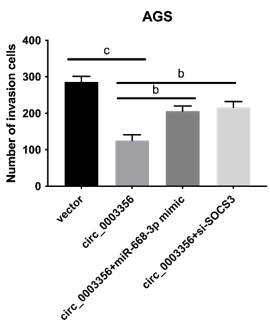 AGS
Number of invasion cells
400
300
200
100
0
c
b
b
vector
circ_0003356
circ_0003356+miR-668-3p mimic
circ_0003356+si-SOCS3